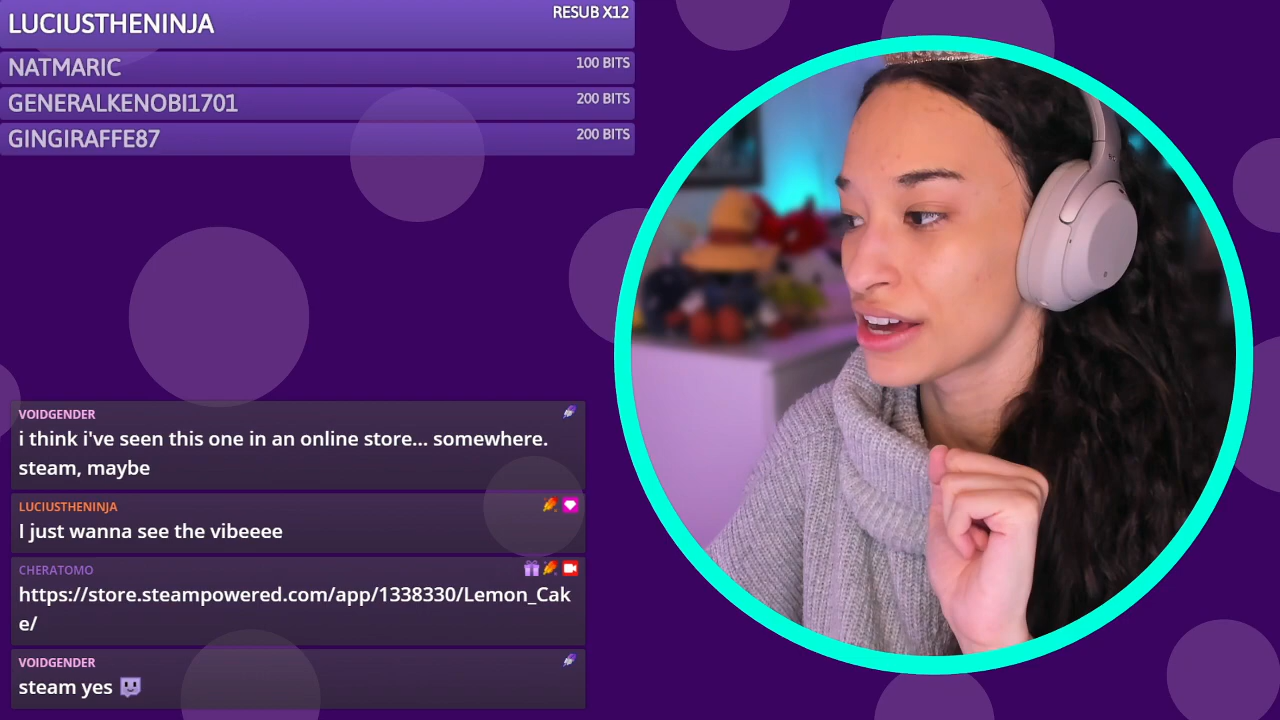 LUCIUSTHENINJA RESUB X12
NATMARIC 100 BITS
GENERALKENOBI1701 200 BITS
GINGIRAFFE87 200 BITS
VOIDGENDER
i think i've seen this one in an online store... somewhere.
steam, maybe
LUCIUSTHENINJA
I just wanna see the vibeeee
CHERATOMO
https://store.steampowered.com/app/1338330/Lemon_Cak
e/
VOIDGENDER
steam yes